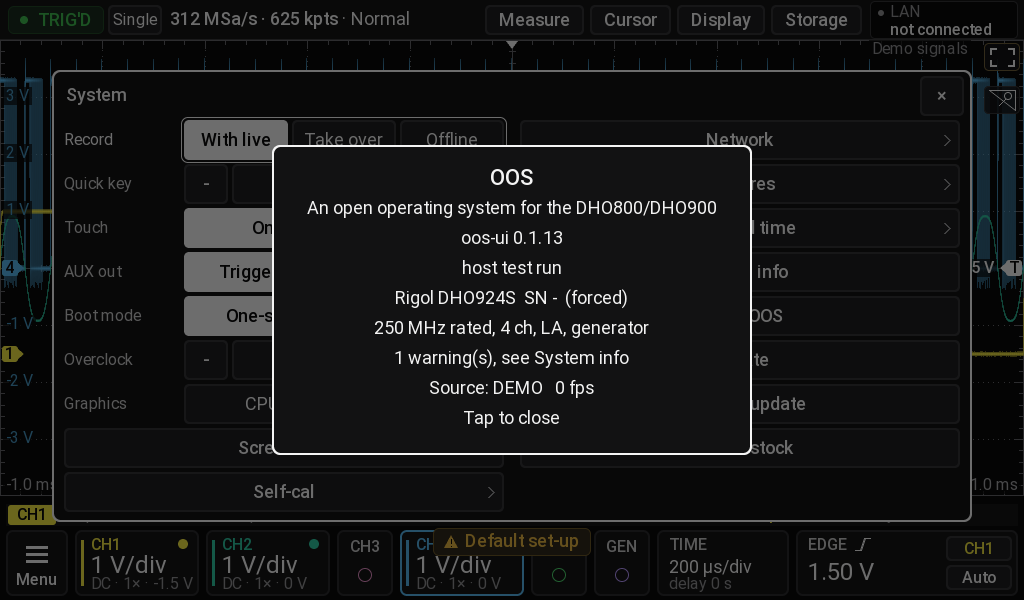 TRIG'D Single 312 MSa/s · 625 kpts · Normal Measure Cursor Display Storage LAN
not connected
Demo signals
System ×
3 V
Record With live Take over Offline Network
2 V
Quick key -
1 V
Touch
4
AUX out info 5 V T
-1 V
Boot mode OOS
1
Overclock -
-2 V
Graphics update
-3 V
stock
-1.0 ms Self-cal 1.0 ms
OOS
An open operating system for the DHO800/DHO900
oos-ui 0.1.13
host test run
Rigol DHO924S SN - (forced)
250 MHz rated, 4 ch, LA, generator
1 warning(s), see System info
Source: DEMO 0 fps
Tap to close
CH1
Default set-up
Menu
CH1
1 V/div
DC · 1× · -1.5 V
CH2
1 V/div
DC · 1× · 0 V
CH3
1 V/div
DC · 1× · 0 V
GEN
TIME
200 µs/div
delay 0 s
EDGE
1.50 V
CH1
Auto